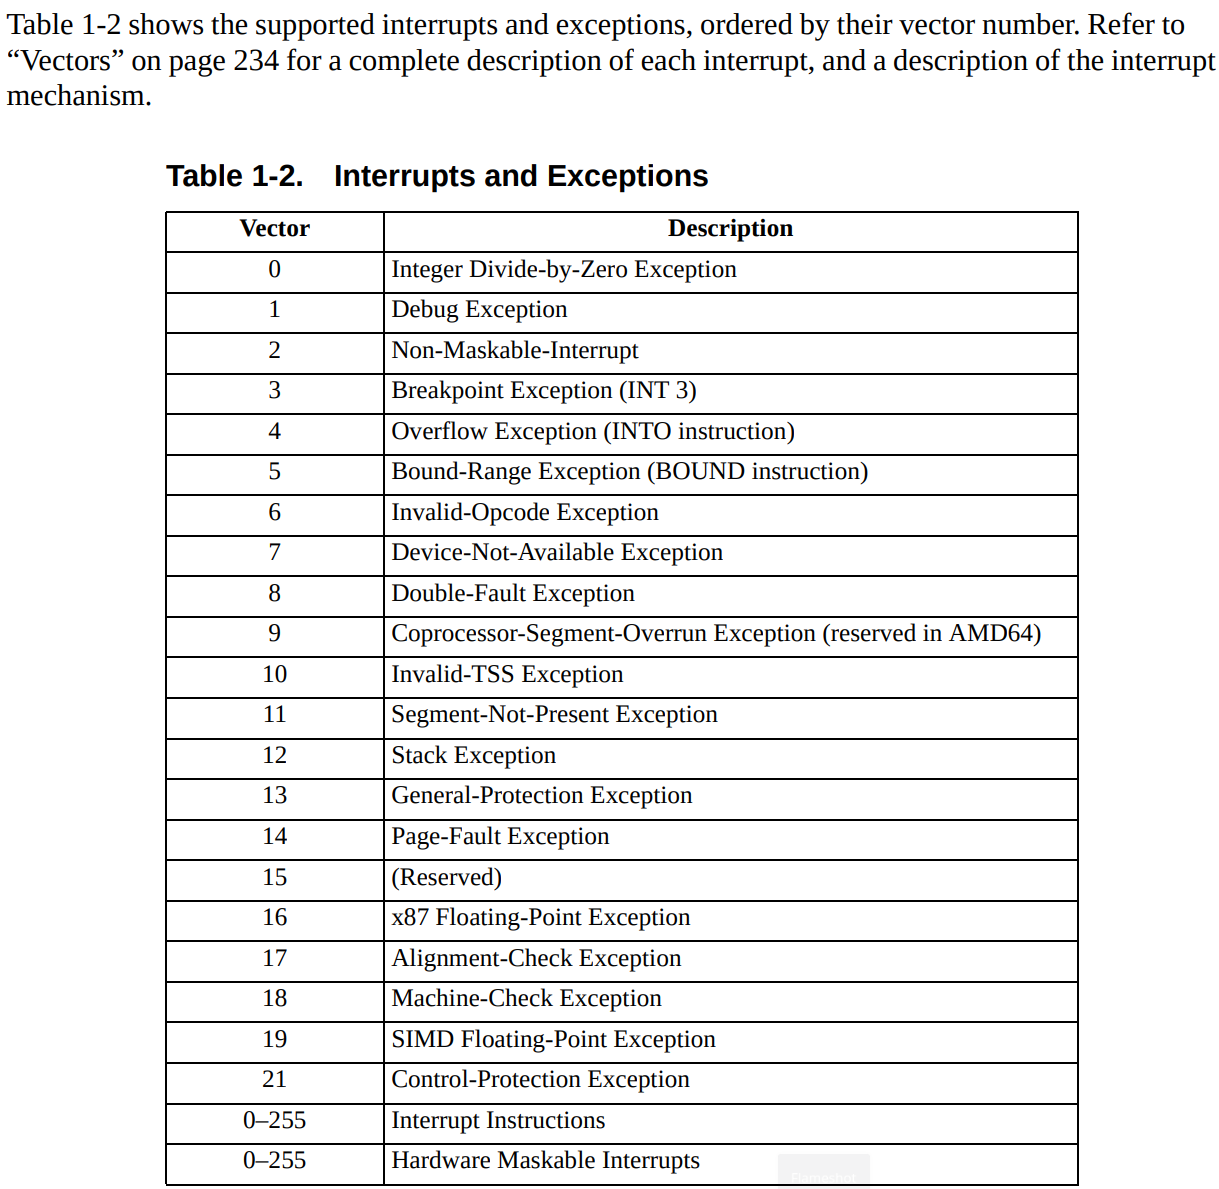 Table 1-2 shows the supported interrupts and exceptions, ordered by their vector number. Refer to
“Vectors” on page 234 for a complete description of each interrupt, and a description of the interrupt
mechanism.
Table 1-2. Interrupts and Exceptions
Vector Description
0 Integer Divide-by-Zero Exception
1 Debug Exception
2 Non-Maskable-Interrupt
3 Breakpoint Exception (INT 3)
4 Overflow Exception (INTO instruction)
5 Bound-Range Exception (BOUND instruction)
6 Invalid-Opcode Exception
7 Device-Not-Available Exception
8 Double-Fault Exception
9 Coprocessor-Segment-Overrun Exception (reserved in AMD64)
10 Invalid-TSS Exception
11 Segment-Not-Present Exception
12 Stack Exception
13 General-Protection Exception
14 Page-Fault Exception
15 (Reserved)
16 x87 Floating-Point Exception
17 Alignment-Check Exception
18 Machine-Check Exception
19 SIMD Floating-Point Exception
21 Control-Protection Exception
0–255 Interrupt Instructions
0–255 Hardware Maskable Interrupts